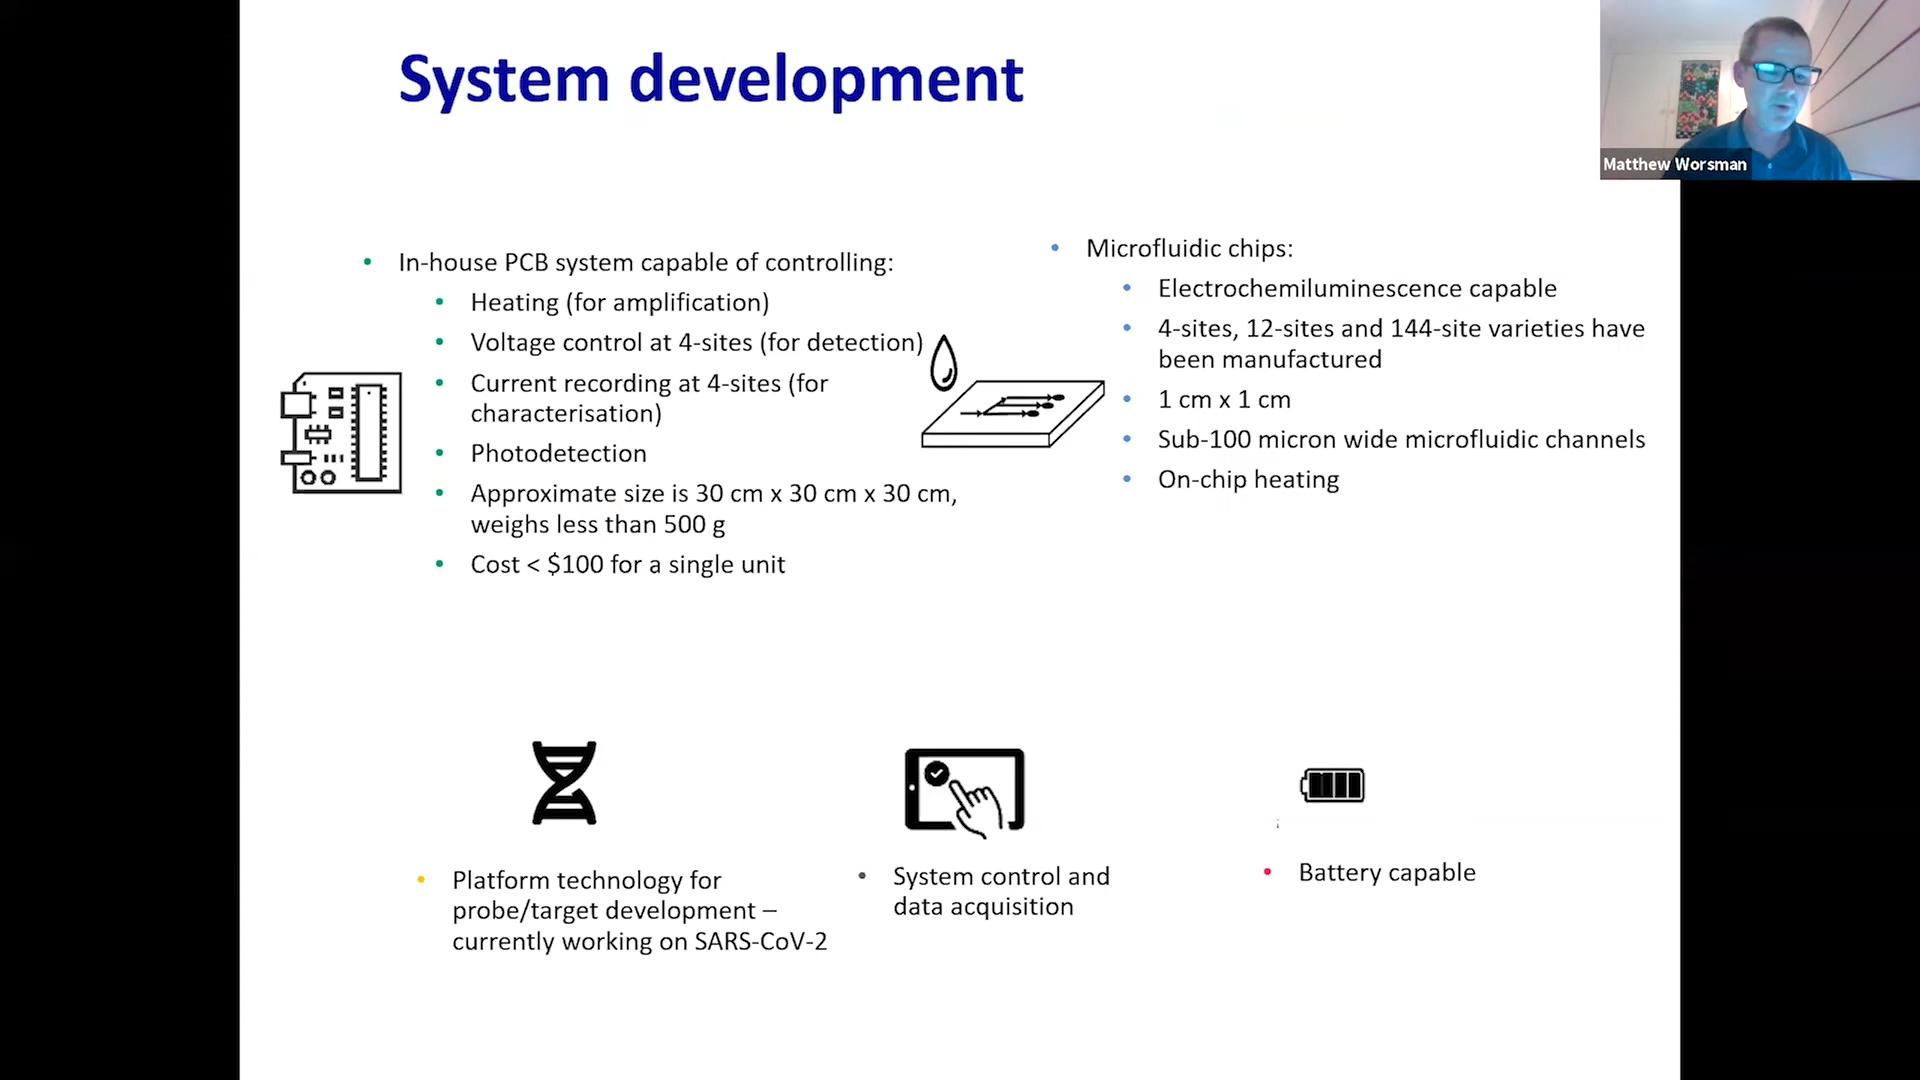 System development
Matthew Worsman
In-house PCB system capable of controlling:
Heating (for amplification)
Voltage control at 4-sites (for detection)
Current recording at 4-sites (for
characterisation)
Photodetection
Approximate size is 30 cm x 30 cm x 30 cm,
weighs less than 500 g
Cost < $100 for a single unit
Microfluidic chips:
Electrochemiluminescence capable
4-sites, 12-sites and 144-site varieties have
been manufactured
1 cm x 1 cm
Sub-100 micron wide microfluidic channels
On-chip heating
Platform technology for
probe/target development –
currently working on SARS-CoV-2
System control and
data acquisition
Battery capable